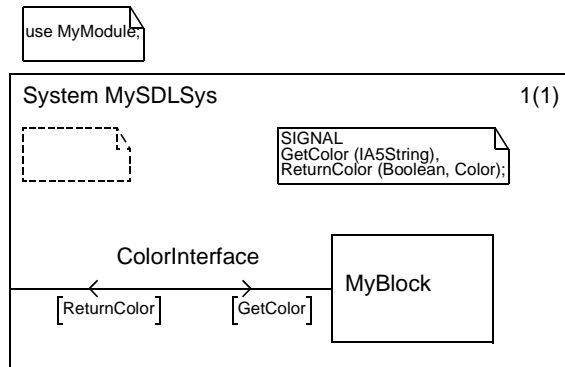 use MyModule;
System MySDLSys 1(1)
SIGNAL
GetColor (IA5String),
ReturnColor (Boolean, Color);
ColorInterface
MyBlock
[ReturnColor] [GetColor]